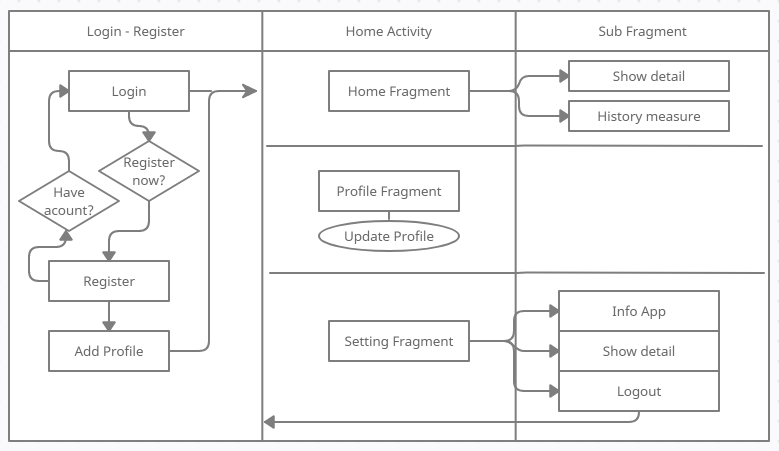 Login - Register
Home Activity
Sub Fragment
Login
Register
now?
Have
acount?
Register
Add Profile
Home Fragment
Show detail
History measure
Profile Fragment
Update Profile
Setting Fragment
Info App
Show detail
Logout